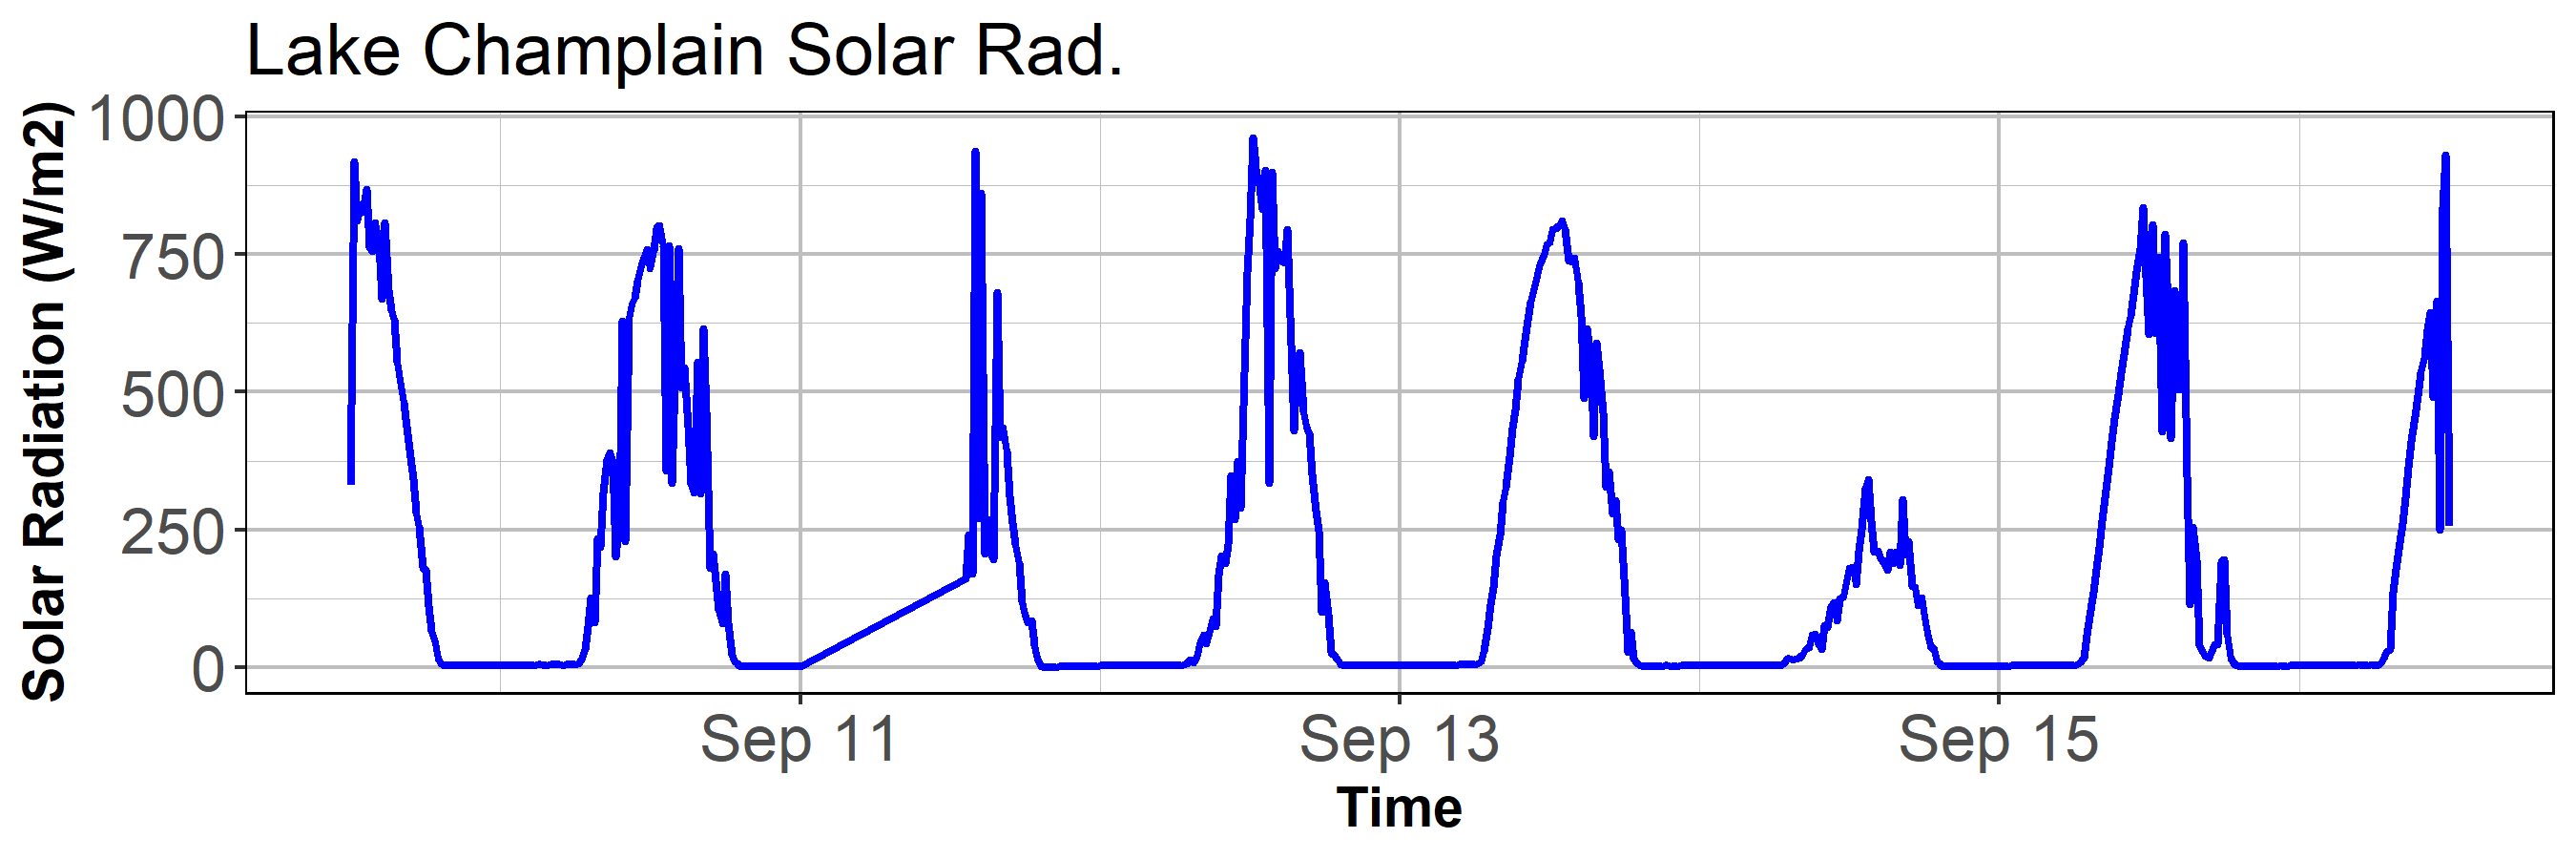 Lake Champlain Solar Rad.
Solar Radiation (W/m2)
1000
750
500
250
0
Sep 11
Sep 13
Sep 15
Time